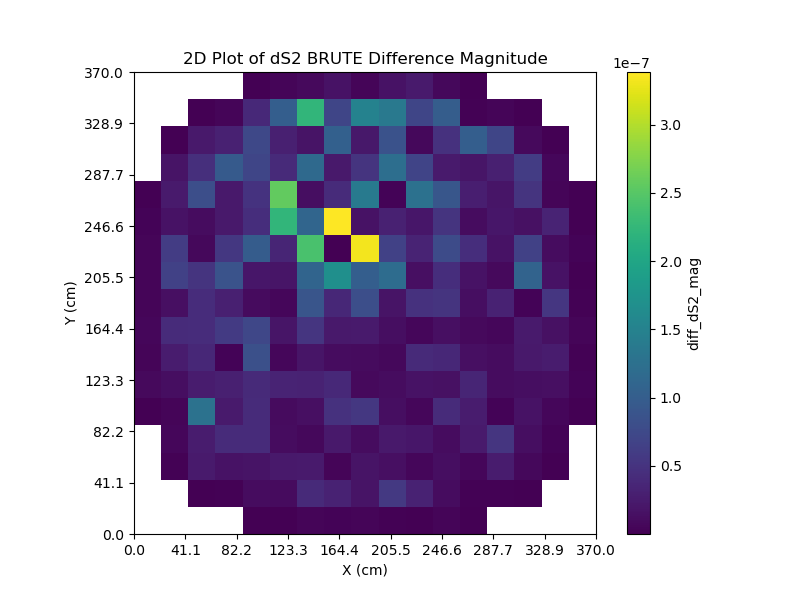 2D Plot of dS2 BRUTE Difference Magnitude
1e−7
370.0
328.9
287.7
246.6
205.5
164.4
123.3
82.2
41.1
0.0
Y (cm)
0.0 41.1 82.2 123.3 164.4 205.5 246.6 287.7 328.9 370.0
X (cm)
3.0
2.5
2.0
1.5
1.0
0.5
diff_dS2_mag